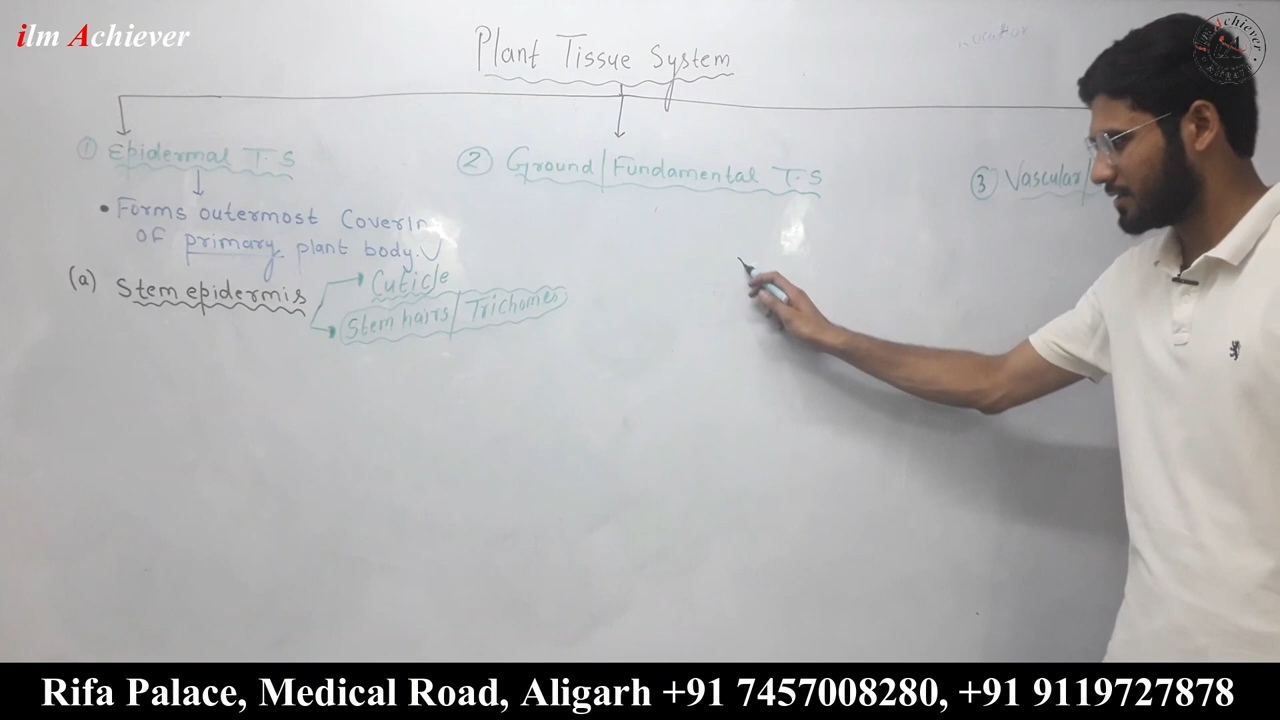 ilm Achiever
Plant Tissue System
① Epidermal T.S
② Ground/Fundamental T.S
③ Vascular/
• Forms outermost Coverin
of primary plant body.
(a) Stem epidermis
Cuticle
Stem hairs/Trichomes
Rifa Palace, Medical Road, Aligarh +91 7457008280, +91 9119727878